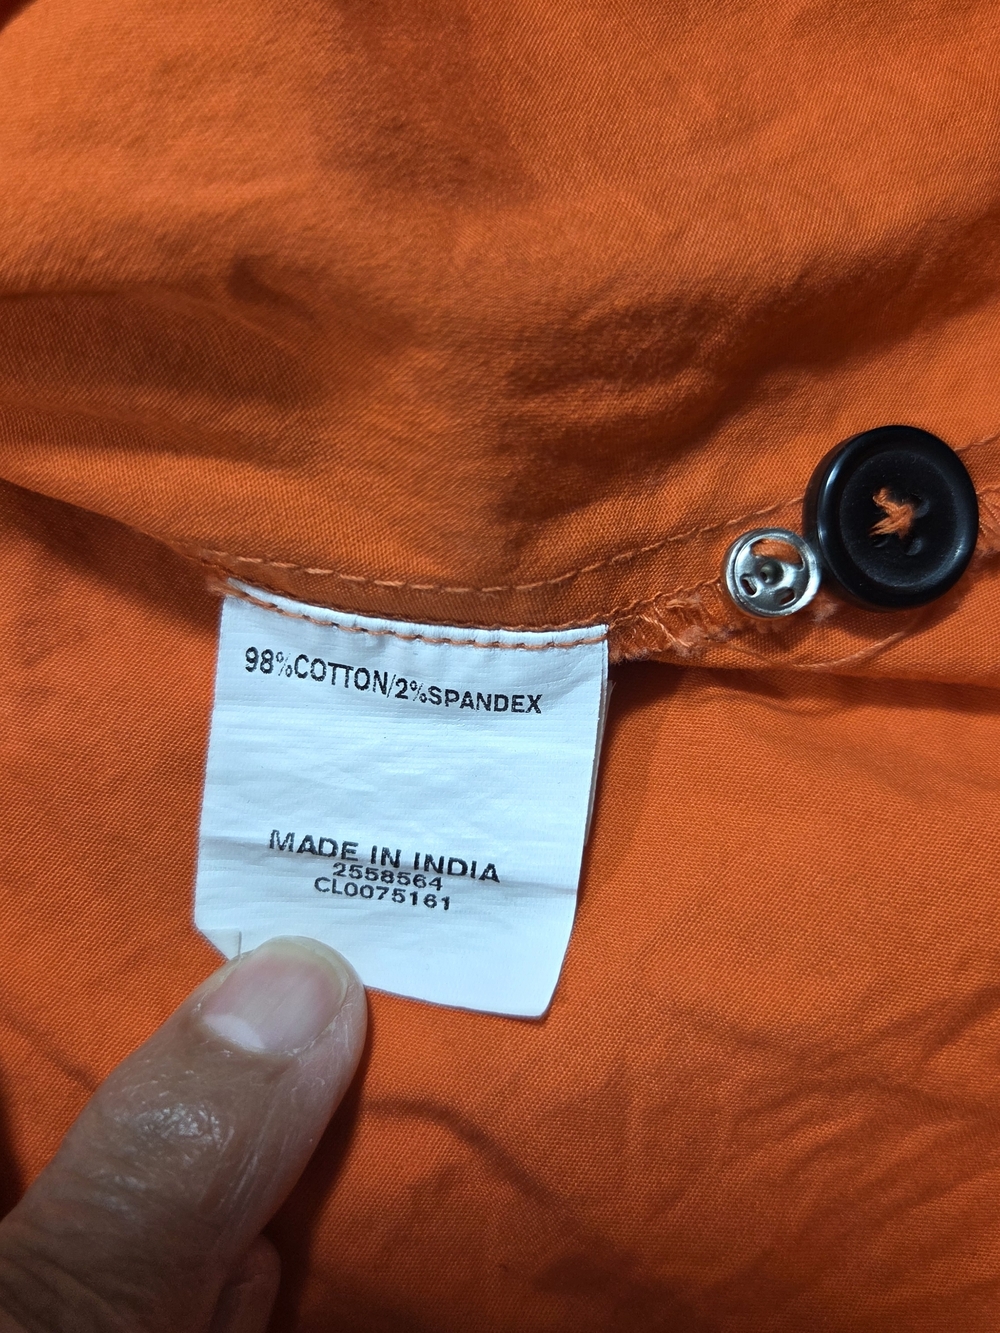 98%COTTON/2%SPANDEX
MADE IN INDIA
2558564
CL0075161